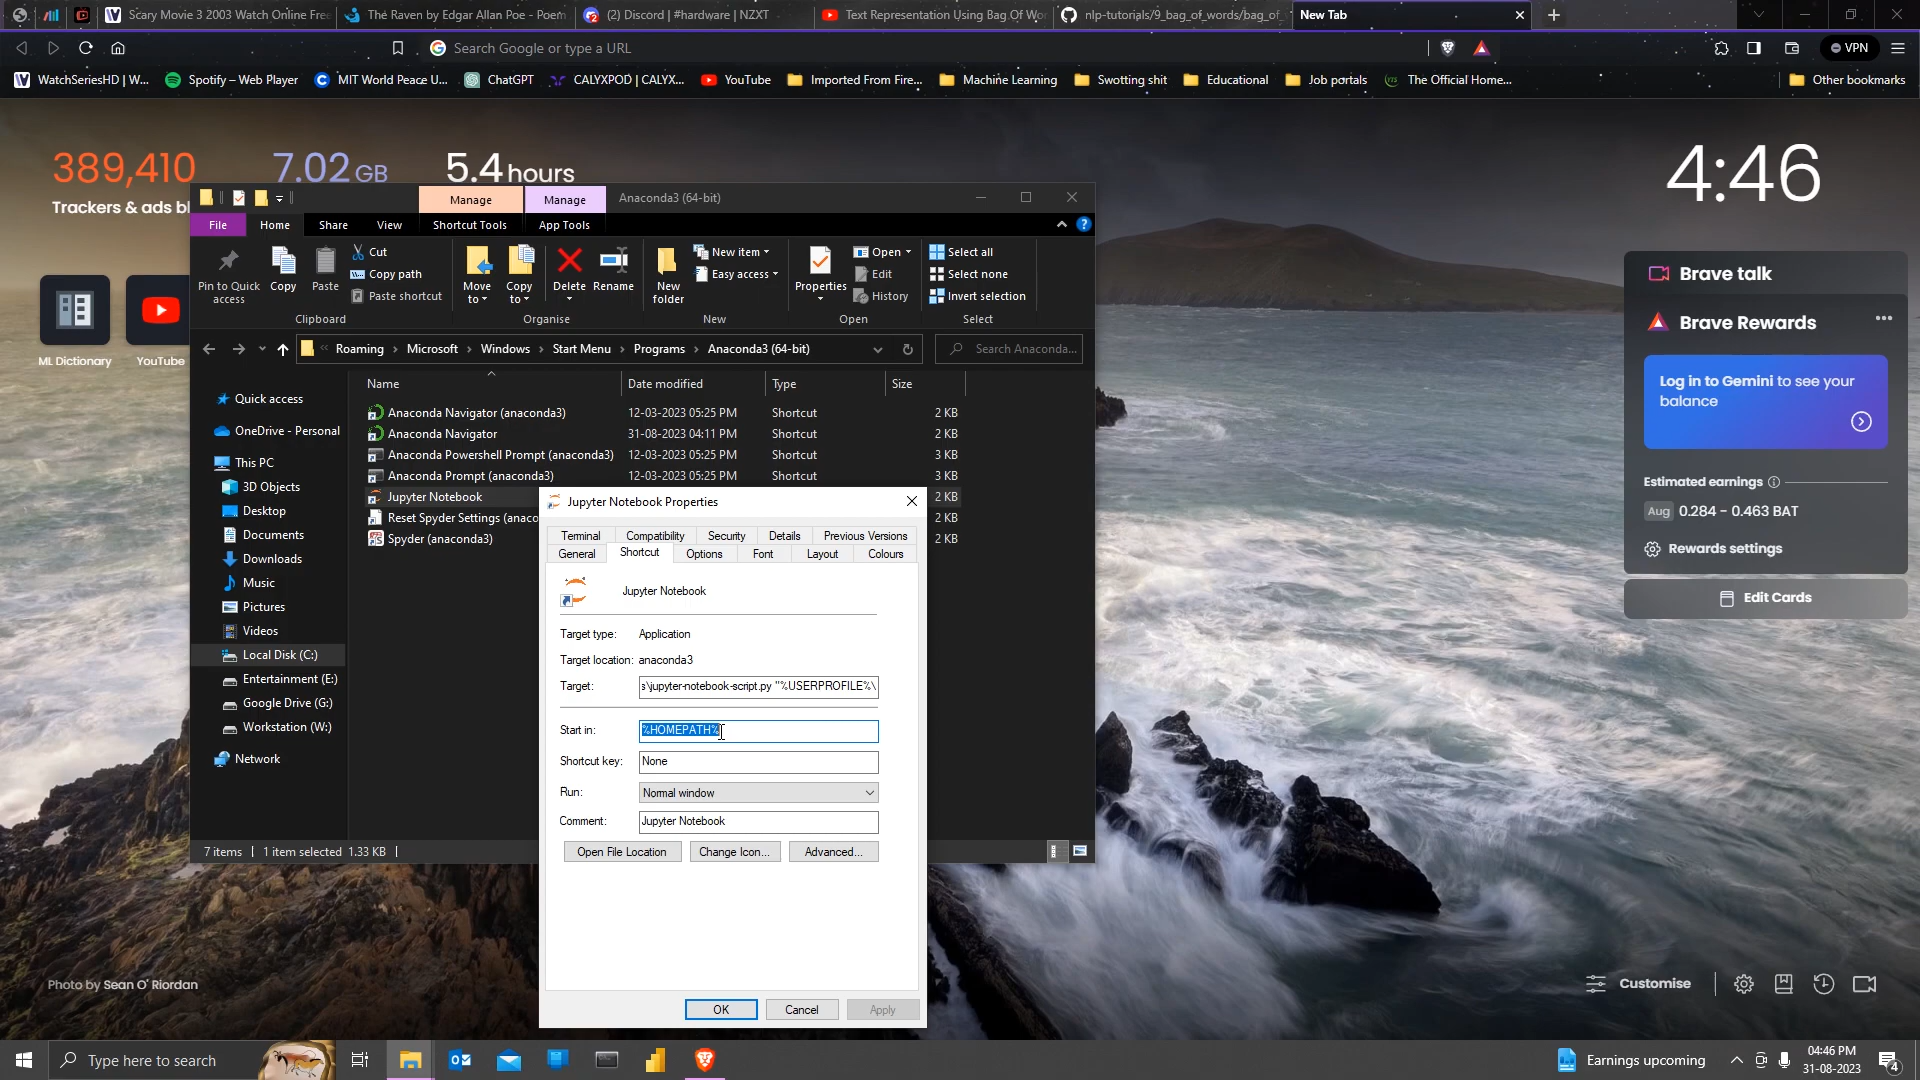 Scary Movie 3 2003 Watch Online Free
The Raven by Edgar Allan Poe - Poem
(2) Discord | #hardware | NZXT
Text Representation Using Bag Of Wo
nlp-tutorials/9_bag_of_words/bag_of_
New Tab
Search Google or type a URL
VPN
WatchSeriesHD | W...
Spotify – Web Player
MIT World Peace U...
ChatGPT
CALYXPOD | CALYX...
YouTube
Imported From Fire...
Machine Learning
Swotting shit
Educational
Job portals
The Official Home...
Other bookmarks
389,410
Trackers & ads bl
7.02 GB
5.4 hours
4:46
ML Dictionary
YouTube
Manage
Manage
Anaconda3 (64-bit)
File
Home
Share
View
Shortcut Tools
App Tools
Pin to Quick
access
Copy
Paste
Cut
Copy path
Paste shortcut
Clipboard
Move
to
Copy
to
Delete
Rename
Organise
New
folder
New item
Easy access
New
Properties
Open
Edit
History
Open
Select all
Select none
Invert selection
Select
Roaming
Microsoft
Windows
Start Menu
Programs
Anaconda3 (64-bit)
Search Anaconda...
Quick access
OneDrive - Personal
This PC
3D Objects
Desktop
Documents
Downloads
Music
Pictures
Videos
Local Disk (C:)
Entertainment (E:)
Google Drive (G:)
Workstation (W:)
Network
Name Date modified Type Size
Anaconda Navigator (anaconda3) 12-03-2023 05:25 PM Shortcut 2 KB
Anaconda Navigator 31-08-2023 04:11 PM Shortcut 2 KB
Anaconda Powershell Prompt (anaconda3) 12-03-2023 05:25 PM Shortcut 3 KB
Anaconda Prompt (anaconda3) 12-03-2023 05:25 PM Shortcut 3 KB
Jupyter Notebook 2 KB
Reset Spyder Settings (anaco 2 KB
Spyder (anaconda3) 2 KB
7 items
1 item selected 1.33 KB
Jupyter Notebook Properties
Terminal
Compatibility
Security
Details
Previous Versions
General
Shortcut
Options
Font
Layout
Colours
Jupyter Notebook
Target type: Application
Target location: anaconda3
Target: s\jupyter-notebook-script.py "%USERPROFILE%\
Start in: %HOMEPATH%
Shortcut key: None
Run: Normal window
Comment: Jupyter Notebook
Open File Location
Change Icon...
Advanced...
OK
Cancel
Apply
Brave talk
Brave Rewards
Log in to Gemini to see your
balance
Estimated earnings
Aug 0.284 - 0.463 BAT
Rewards settings
Edit Cards
Photo by Sean O' Riordan
Customise
Type here to search
Earnings upcoming
04:46 PM
31-08-2023
4